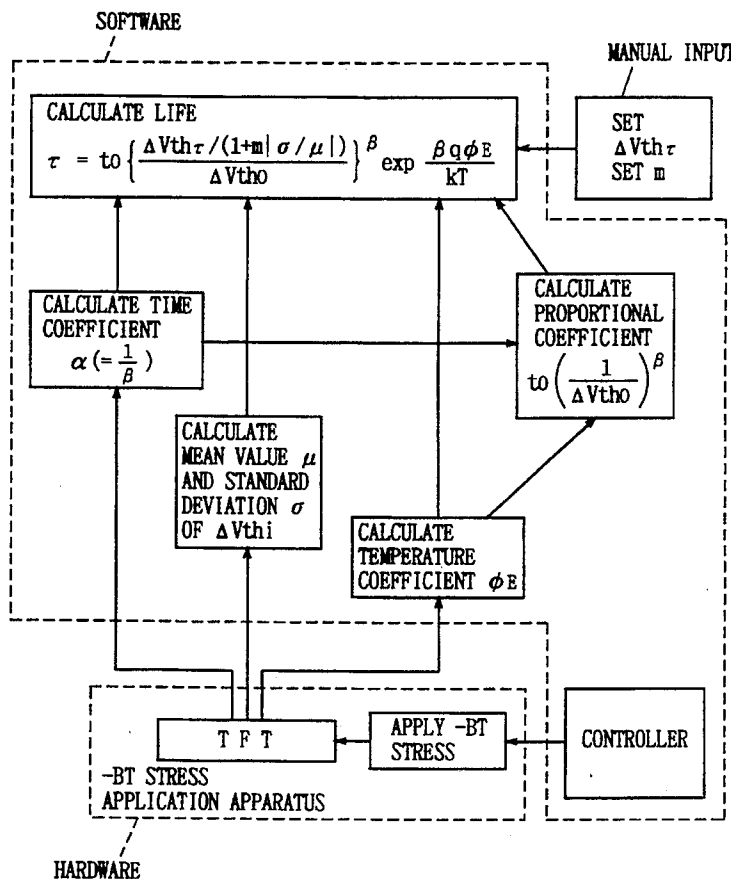 SOFTWARE
MANUAL INPUT
CALCULATE LIFE
τ = to { ΔVthτ/(1+m|σ/μ|) / ΔVtho }^β exp βqφE / kT
SET
ΔVthτ
SET m
CALCULATE TIME
COEFFICIENT
α(= 1/β )
CALCULATE
PROPORTIONAL
COEFFICIENT
to ( 1 / ΔVtho )^β
CALCULATE
MEAN VALUE μ
AND STANDARD
DEVIATION σ
OF ΔVthi
CALCULATE
TEMPERATURE
COEFFICIENT φE
T F T
APPLY -BT
STRESS
CONTROLLER
-BT STRESS
APPLICATION APPARATUS
HARDWARE